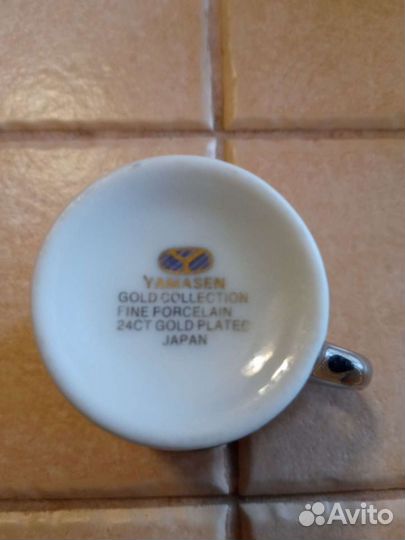 YAMASEN
GOLD COLLECTION
FINE PORCELAIN
24CT GOLD PLATED
JAPAN
Avito